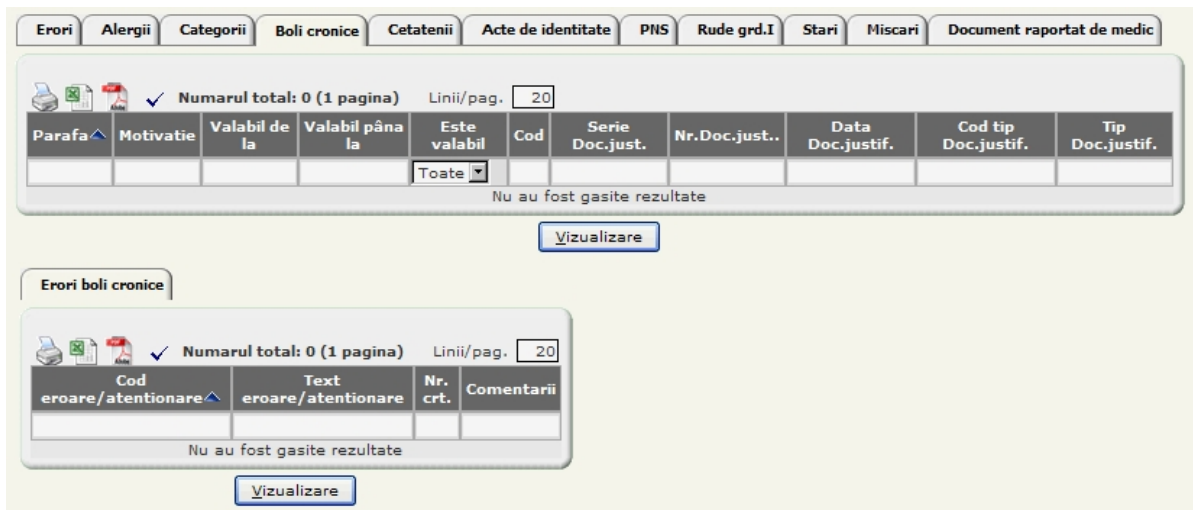 Erori Alergii Categorii Boli cronice Cetatenii Acte de identitate PNS Rude grd.I Stari Miscari Document raportat de medic
Numarul total: 0 (1 pagina) Linii/pag. 20
Parafa Motivatie Valabil de la Valabil pâna la Este valabil Cod Serie Doc.just. Nr.Doc.just.. Data Doc.justif. Cod tip Doc.justif. Tip Doc.justif.
Toate
Nu au fost gasite rezultate
Vizualizare
Erori boli cronice
Numarul total: 0 (1 pagina) Linii/pag. 20
Cod eroare/atentionare Text eroare/atentionare Nr. crt. Comentarii
Nu au fost gasite rezultate
Vizualizare